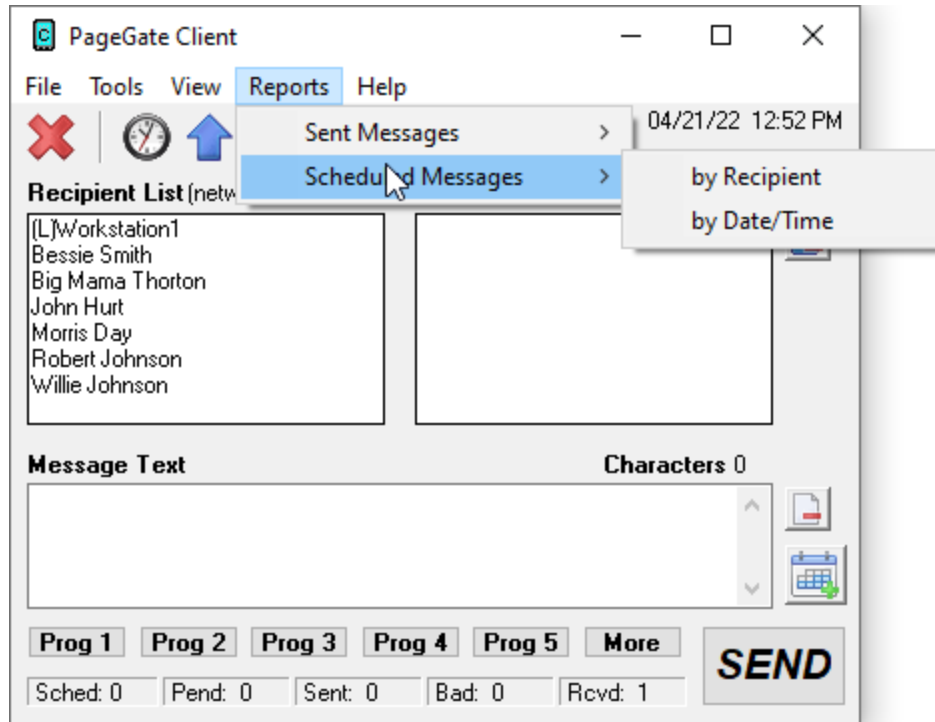 PageGate Client
File Tools View Reports Help
Sent Messages
04/21/22 12:52 PM
Messages
by Recipient
Recipient List
by Date/Time
(L)Workstation1
Bessie Smith
Big Mama Thorton
John Hurt
Morris Day
Robert Johnson
Willie Johnson
Message Text Characters 0
Prog 1 Prog 2 Prog 3 Prog 4 Prog 5 More
SEND
Sched: 0 Pend: 0 Sent: 0 Bad: 0 Rcvd: 1